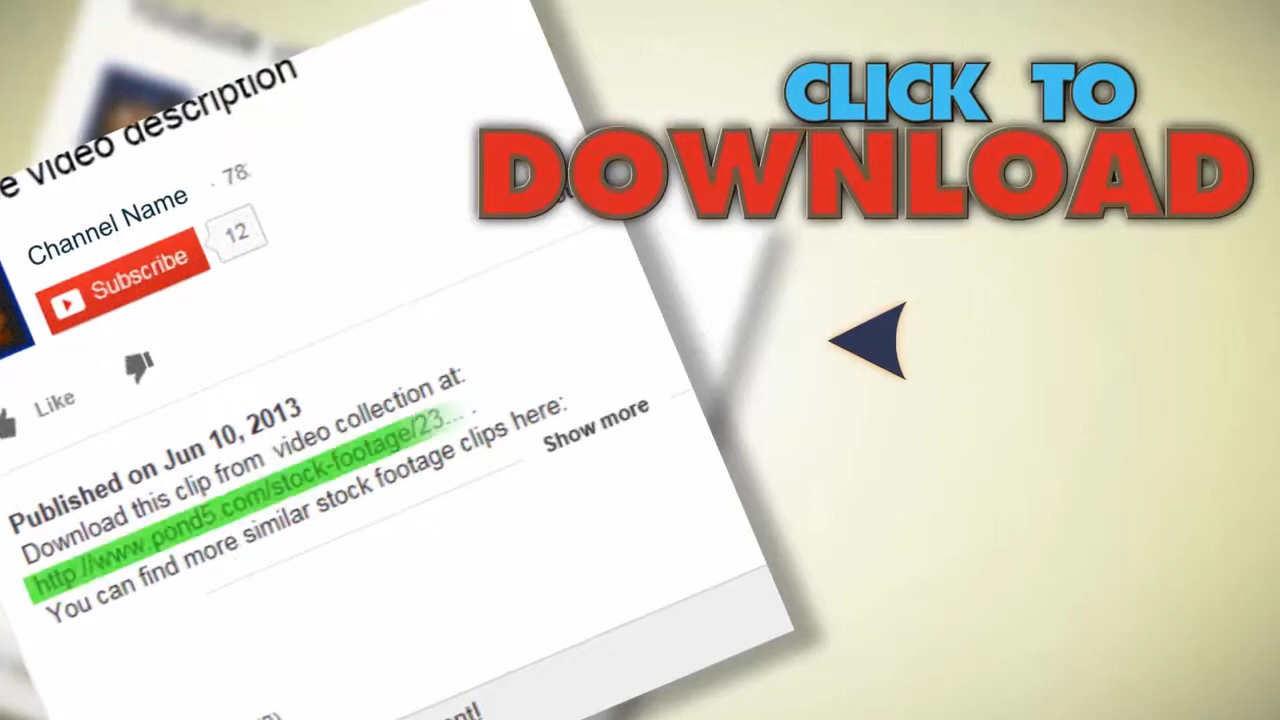 CLICK TO
DOWNLOAD
e video description
Channel Name
78
Subscribe
12
Like
Published on Jun 10, 2013
Download this clip from video collection at:
http://www.pond5.com/stock-footage/23... .
You can find more similar stock footage clips here:
Show more